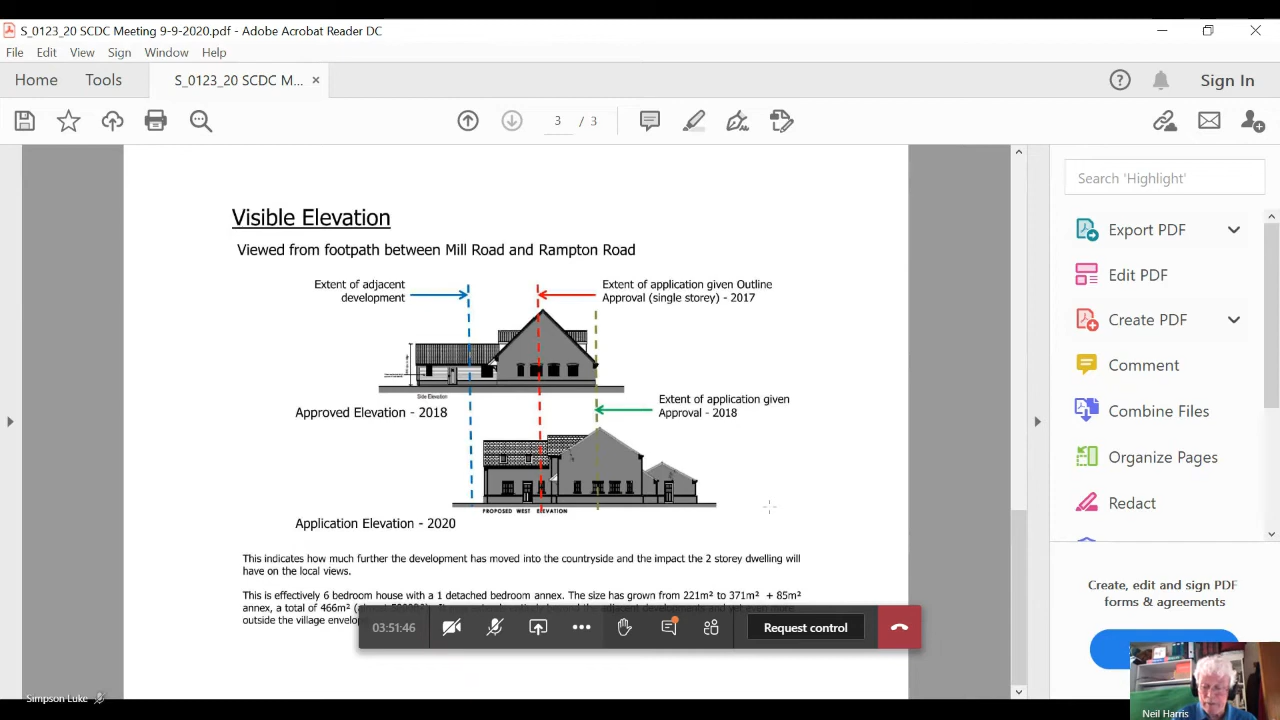 S_0123_20 SCDC Meeting 9-9-2020.pdf - Adobe Acrobat Reader DC
File Edit View Sign Window Help
Home Tools S_0123_20 SCDC M... ×
Sign In
3 / 3
Search 'Highlight'
Export PDF
Edit PDF
Create PDF
Comment
Combine Files
Organize Pages
Redact
Create, edit and sign PDF
forms & agreements
Visible Elevation
Viewed from footpath between Mill Road and Rampton Road
Extent of adjacent
development
Extent of application given Outline
Approval (single storey) - 2017
Side Elevation
Approved Elevation - 2018
Extent of application given
Approval - 2018
PROPOSED WEST ELEVATION
Application Elevation - 2020
This indicates how much further the development has moved into the countryside and the impact the 2 storey dwelling will
have on the local views.
This is effectively 6 bedroom house with a 1 detached bedroom annex. The size has grown from 221m² to 371m² + 85m²
annex, a total of 466m²
outside the village envelop
03:51:46
Request control
Simpson Luke
Neil Harris